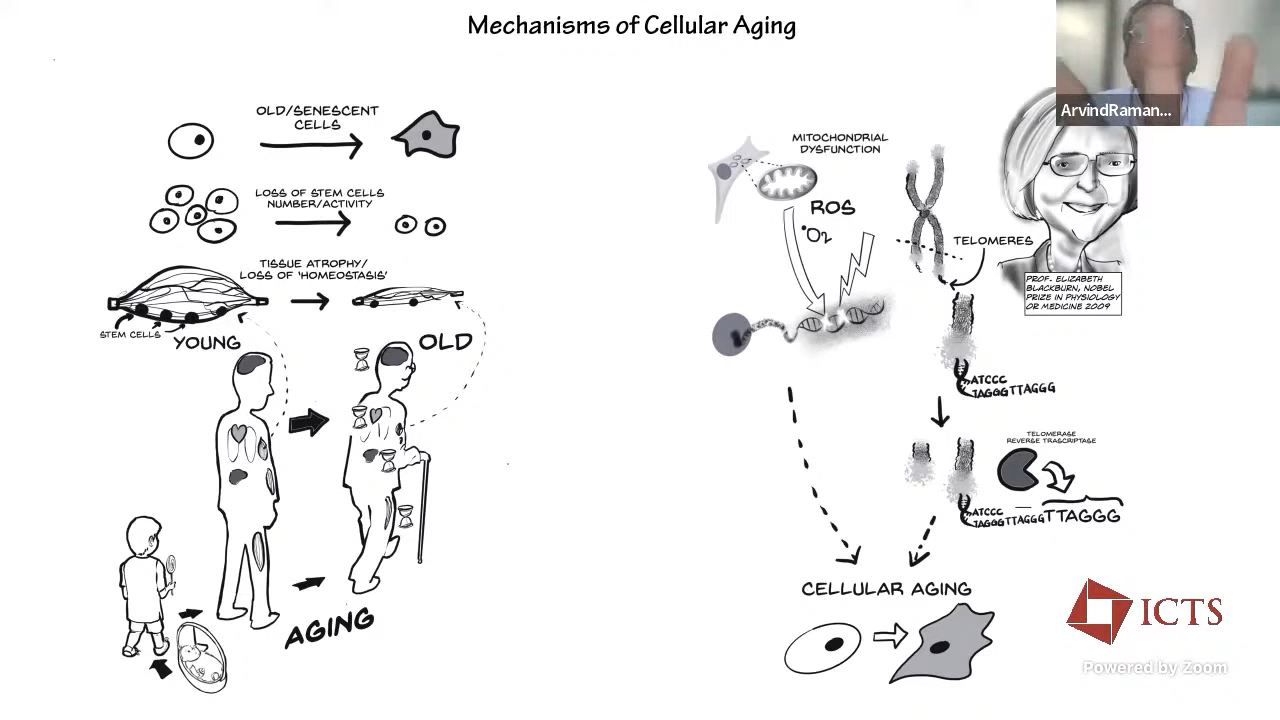 Mechanisms of Cellular Aging
ArvindRaman...
OLD/SENESCENT
CELLS
LOSS OF STEM CELLS
NUMBER/ACTIVITY
TISSUE ATROPHY/
LOSS OF 'HOMEOSTASIS'
STEM CELLS
YOUNG
OLD
AGING
MITOCHONDRIAL
DYSFUNCTION
ROS
°O2
TELOMERES
PROF. ELIZABETH
BLACKBURN, NOBEL
PRIZE IN PHYSIOLOGY
OR MEDICINE 2009
ATCCC
TAGGGTTAGGG
TELOMERASE
REVERSE TRASCRIPTASE
ATCCC
TAGGGTTAGGGTTAGGG
CELLULAR AGING
ICTS
Powered by Zoom